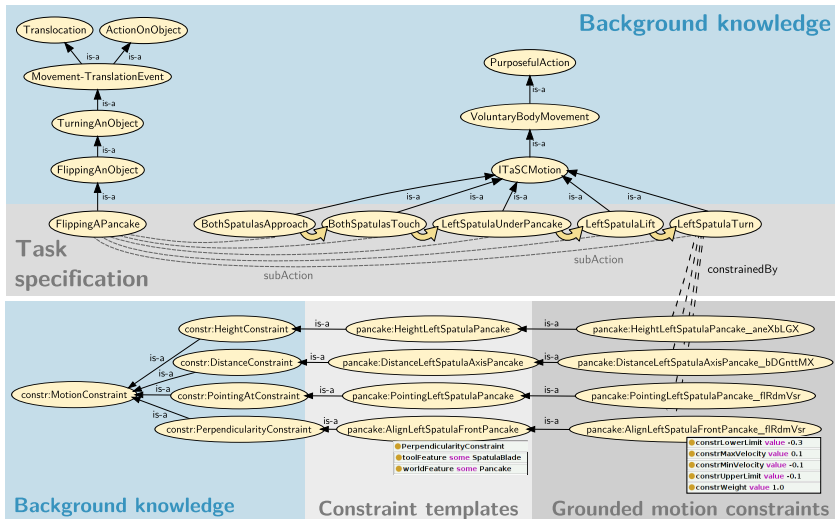 Background knowledge
Translocation
ActionOnObject
is-a
is-a
Movement-TranslationEvent
is-a
TurningAnObject
is-a
FlippingAnObject
is-a
PurposefulAction
is-a
VoluntaryBodyMovement
is-a
ITaSCMotion
is-a
is-a
is-a
is-a
is-a
FlippingAPancake
BothSpatulasApproach
BothSpatulasTouch
LeftSpatulaUnderPancake
LeftSpatulaLift
LeftSpatulaTurn
Task
specification
subAction
subAction
constrainedBy
constr:HeightConstraint
is-a
pancake:HeightLeftSpatulaPancake
is-a
pancake:HeightLeftSpatulaPancake_aneXbLGX
is-a
constr:DistanceConstraint
is-a
pancake:DistanceLeftSpatulaAxisPancake
is-a
pancake:DistanceLeftSpatulaAxisPancake_bDGnttMX
is-a
constr:MotionConstraint
is-a
constr:PointingAtConstraint
is-a
pancake:PointingLeftSpatulaPancake
is-a
pancake:PointingLeftSpatulaPancake_flRdmVsr
is-a
constr:PerpendicularityConstraint
is-a
pancake:AlignLeftSpatulaFrontPancake
is-a
pancake:AlignLeftSpatulaFrontPancake_flRdmVsr
PerpendicularityConstraint
toolFeature some SpatulaBlade
worldFeature some Pancake
constrLowerLimit value -0.3
constrMaxVelocity value 0.1
constrMinVelocity value -0.1
constrUpperLimit value -0.1
constrWeight value 1.0
Background knowledge
Constraint templates
Grounded motion constraints